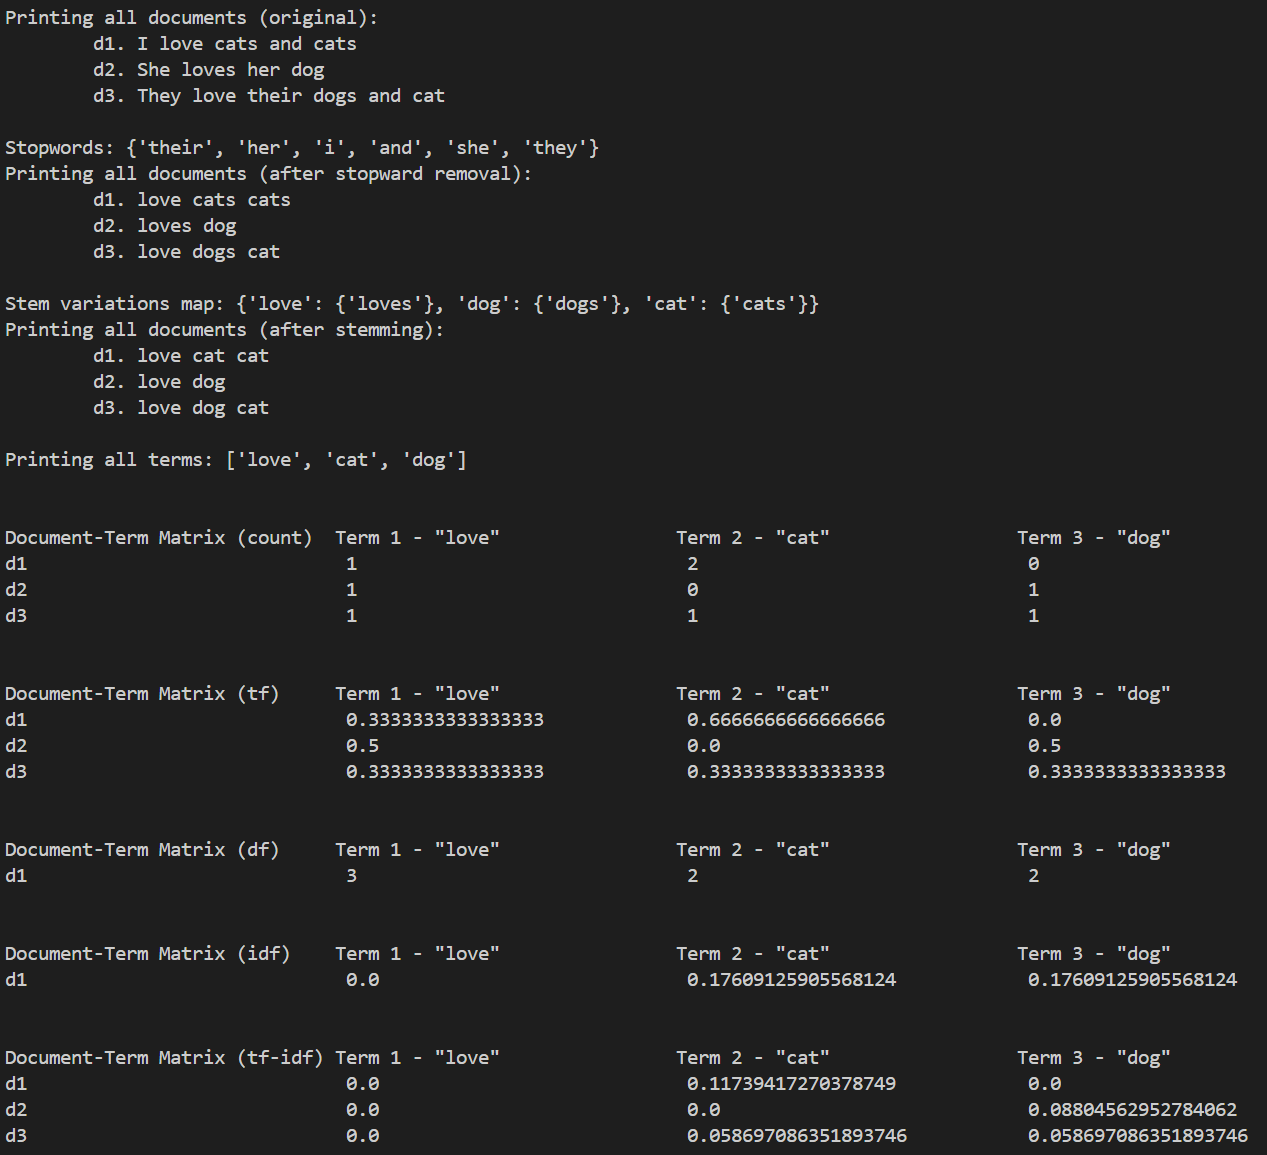 Printing all documents (original):
d1. I love cats and cats
d2. She loves her dog
d3. They love their dogs and cat
Stopwords: {'their', 'her', 'i', 'and', 'she', 'they'}
Printing all documents (after stopward removal):
d1. love cats cats
d2. loves dog
d3. love dogs cat
Stem variations map: {'love': {'loves'}, 'dog': {'dogs'}, 'cat': {'cats'}}
Printing all documents (after stemming):
d1. love cat cat
d2. love dog
d3. love dog cat
Printing all terms: ['love', 'cat', 'dog']
Document-Term Matrix (count) Term 1 - "love" Term 2 - "cat" Term 3 - "dog"
d1 1 2 0
d2 1 0 1
d3 1 1 1
Document-Term Matrix (tf) Term 1 - "love" Term 2 - "cat" Term 3 - "dog"
d1 0.3333333333333333 0.6666666666666666 0.0
d2 0.5 0.0 0.5
d3 0.3333333333333333 0.3333333333333333 0.3333333333333333
Document-Term Matrix (df) Term 1 - "love" Term 2 - "cat" Term 3 - "dog"
d1 3 2 2
Document-Term Matrix (idf) Term 1 - "love" Term 2 - "cat" Term 3 - "dog"
d1 0.0 0.17609125905568124 0.17609125905568124
Document-Term Matrix (tf-idf) Term 1 - "love" Term 2 - "cat" Term 3 - "dog"
d1 0.0 0.11739417270378749 0.0
d2 0.0 0.0 0.08804562952784062
d3 0.0 0.058697086351893746 0.058697086351893746